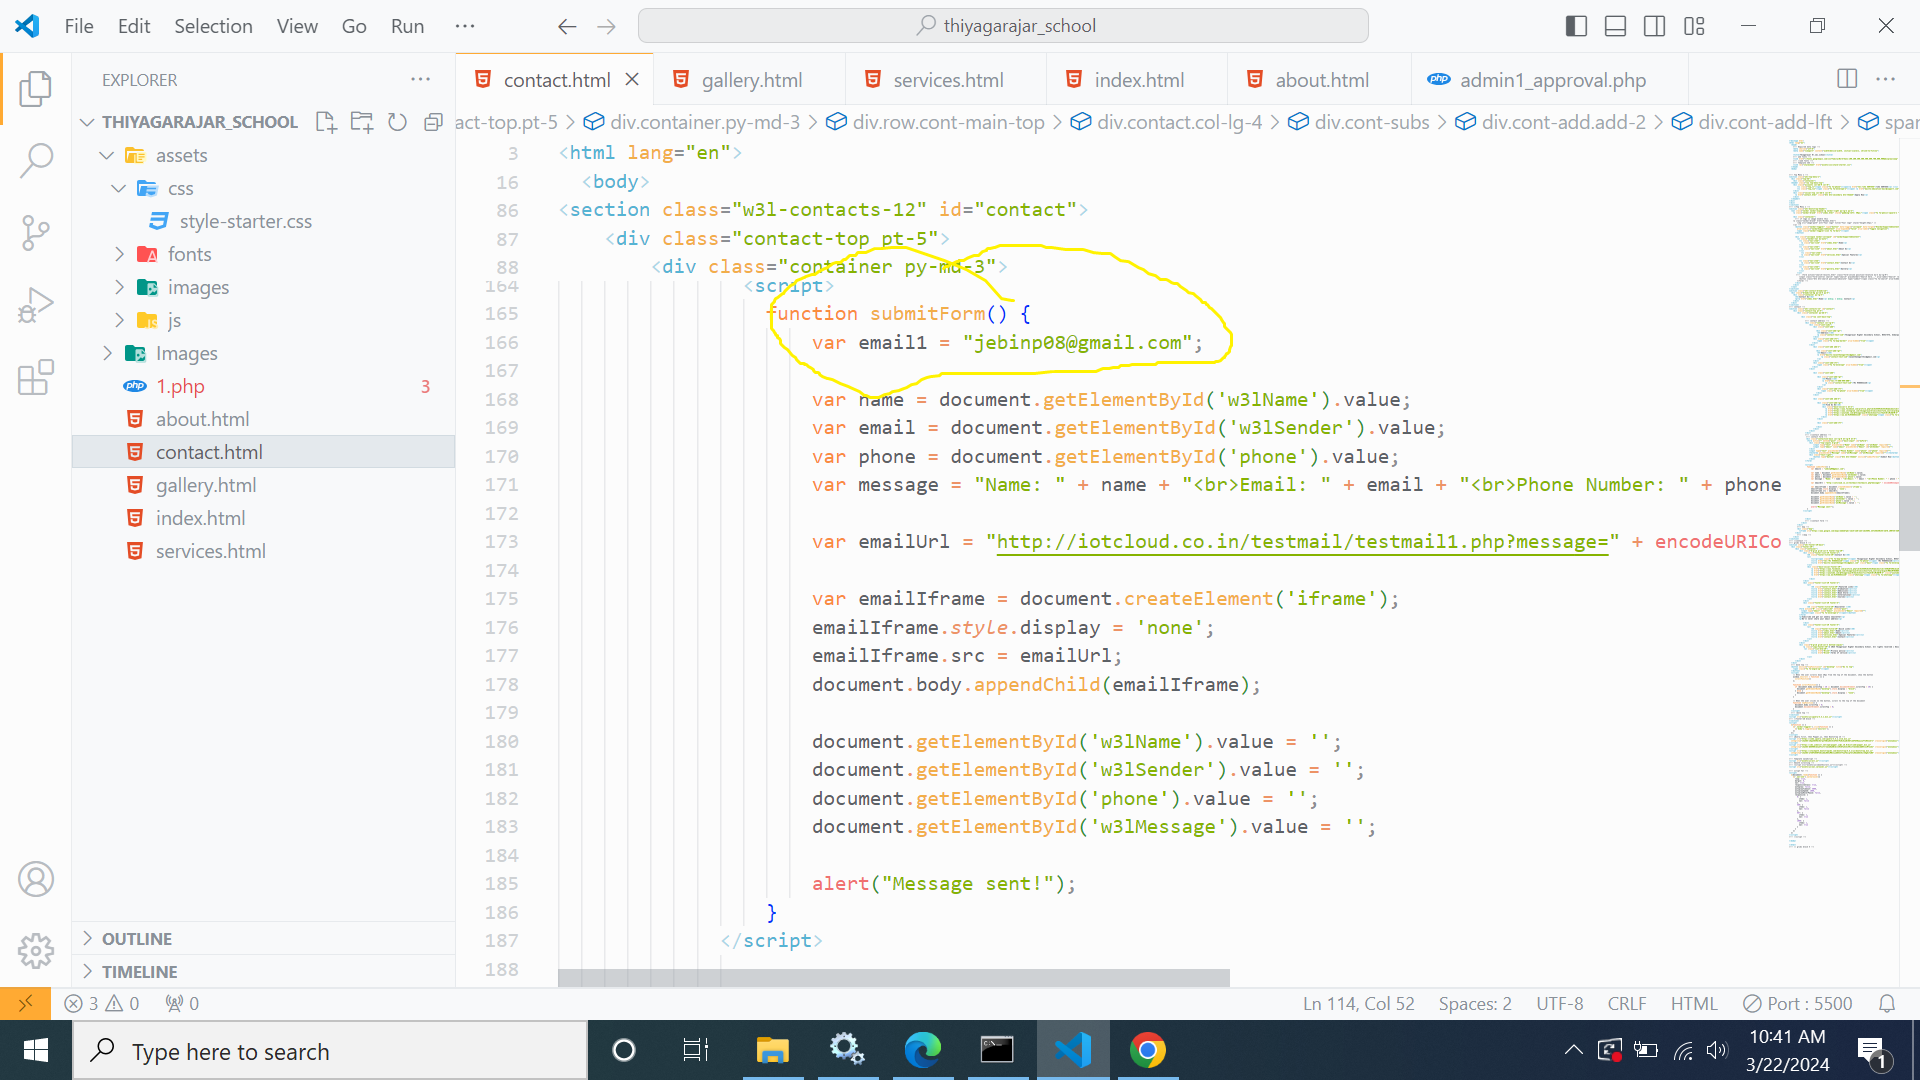 File Edit Selection View Go Run ··· thiyagarajar_school
EXPLORER ···
THIYAGARAJAR_SCHOOL
assets
css
style-starter.css
fonts
images
js
Images
1.php 3
about.html
contact.html
gallery.html
index.html
services.html
OUTLINE
TIMELINE
contact.html gallery.html services.html index.html about.html admin1_approval.php
act-top.pt-5 > div.container.py-md-3 > div.row.cont-main-top > div.contact.col-lg-4 > div.cont-subs > div.cont-add.add-2 > div.cont-add-lft > spar
3 <html lang="en">
16 <body>
86 <section class="w3l-contacts-12" id="contact">
87 <div class="contact-top pt-5">
88 <div class="container py-md-3">
164 <script>
165 function submitForm() {
166 var email1 = "jebinp08@gmail.com";
167
168 var name = document.getElementById('w3lName').value;
169 var email = document.getElementById('w3lSender').value;
170 var phone = document.getElementById('phone').value;
171 var message = "Name: " + name + "<br>Email: " + email + "<br>Phone Number: " + phone
172
173 var emailUrl = "http://iotcloud.co.in/testmail/testmail1.php?message=" + encodeURICo
174
175 var emailIframe = document.createElement('iframe');
176 emailIframe.style.display = 'none';
177 emailIframe.src = emailUrl;
178 document.body.appendChild(emailIframe);
179
180 document.getElementById('w3lName').value = '';
181 document.getElementById('w3lSender').value = '';
182 document.getElementById('phone').value = '';
183 document.getElementById('w3lMessage').value = '';
184
185 alert("Message sent!");
186 }
187 </script>
188
3 0 0 Ln 114, Col 52 Spaces: 2 UTF-8 CRLF HTML Port : 5500
Type here to search
10:41 AM
3/22/2024
1